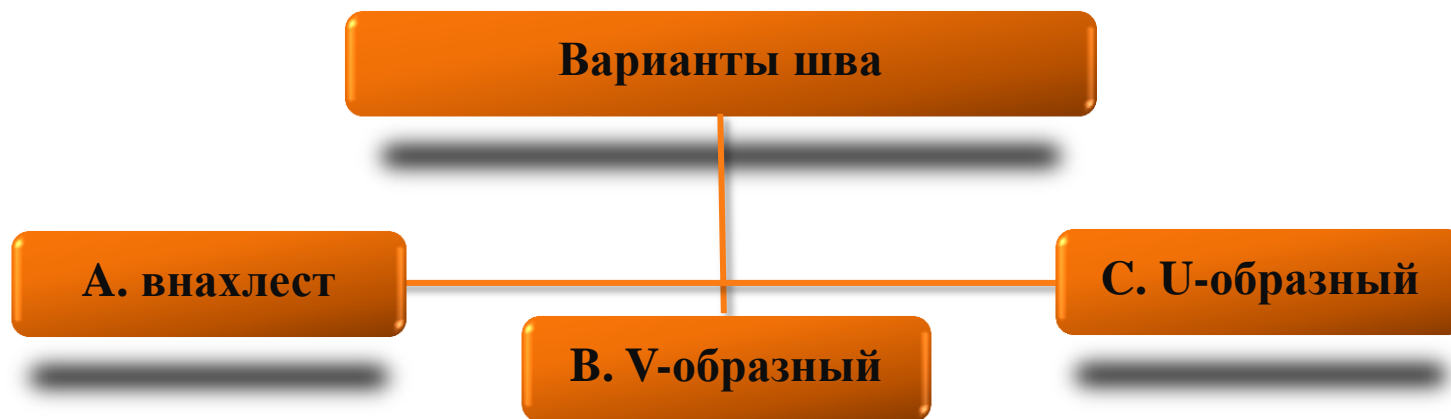 Варианты шва
А. внахлест
В. V-образный
С. U-образный